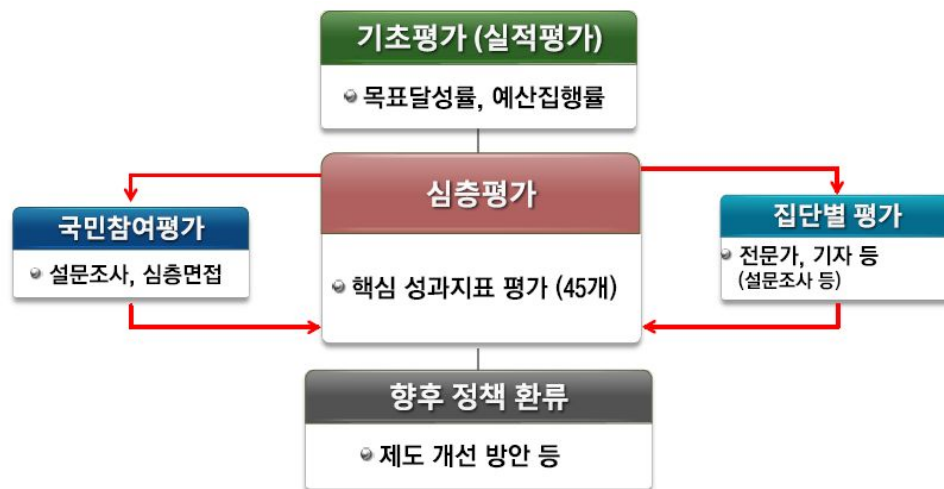 기초평가 (실적평가)
목표달성률, 예산집행률
심층평가
핵심 성과지표 평가 (45개)
국민참여평가
설문조사, 심층면접
집단별 평가
전문가, 기자 등
(설문조사 등)
향후 정책 환류
제도 개선 방안 등